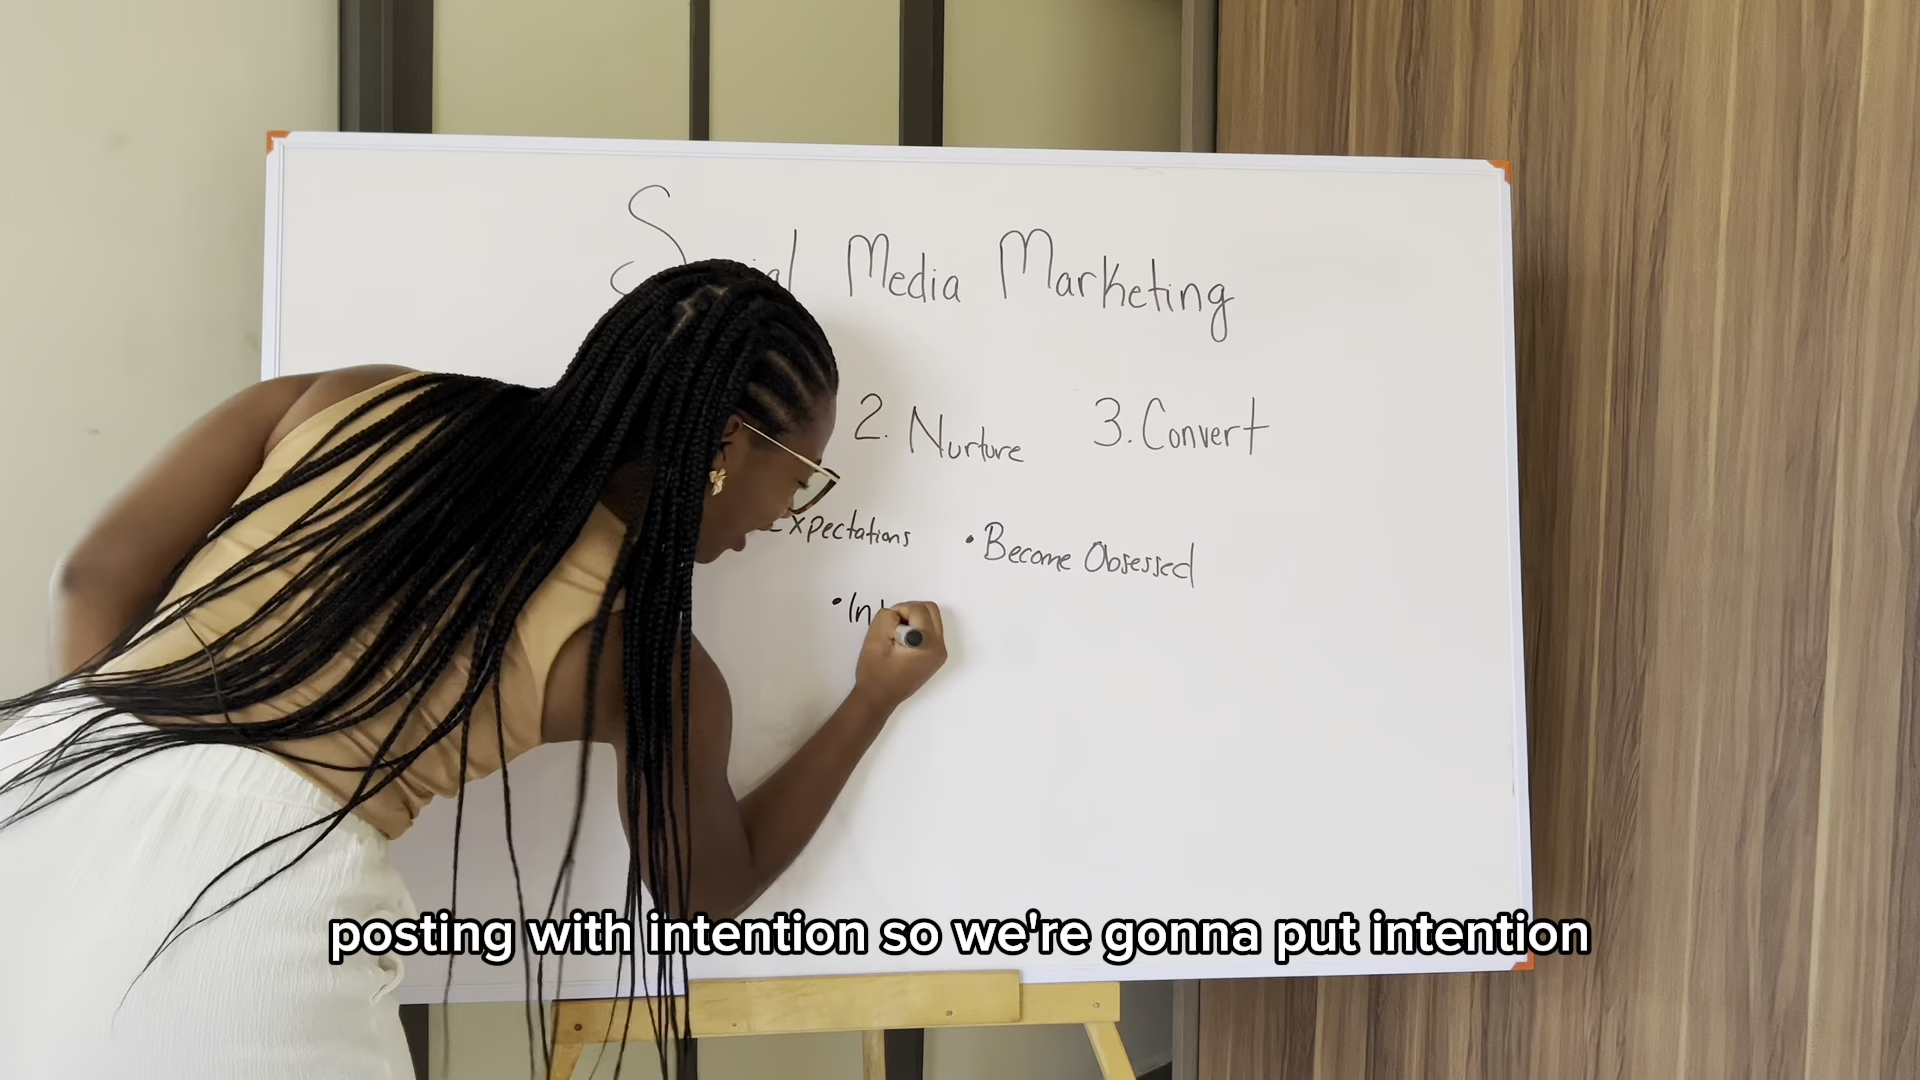 Social Media Marketing
2. Nurture 3. Convert
Expectations • Become Obsessed
• Int
posting with intention so we're gonna put intention